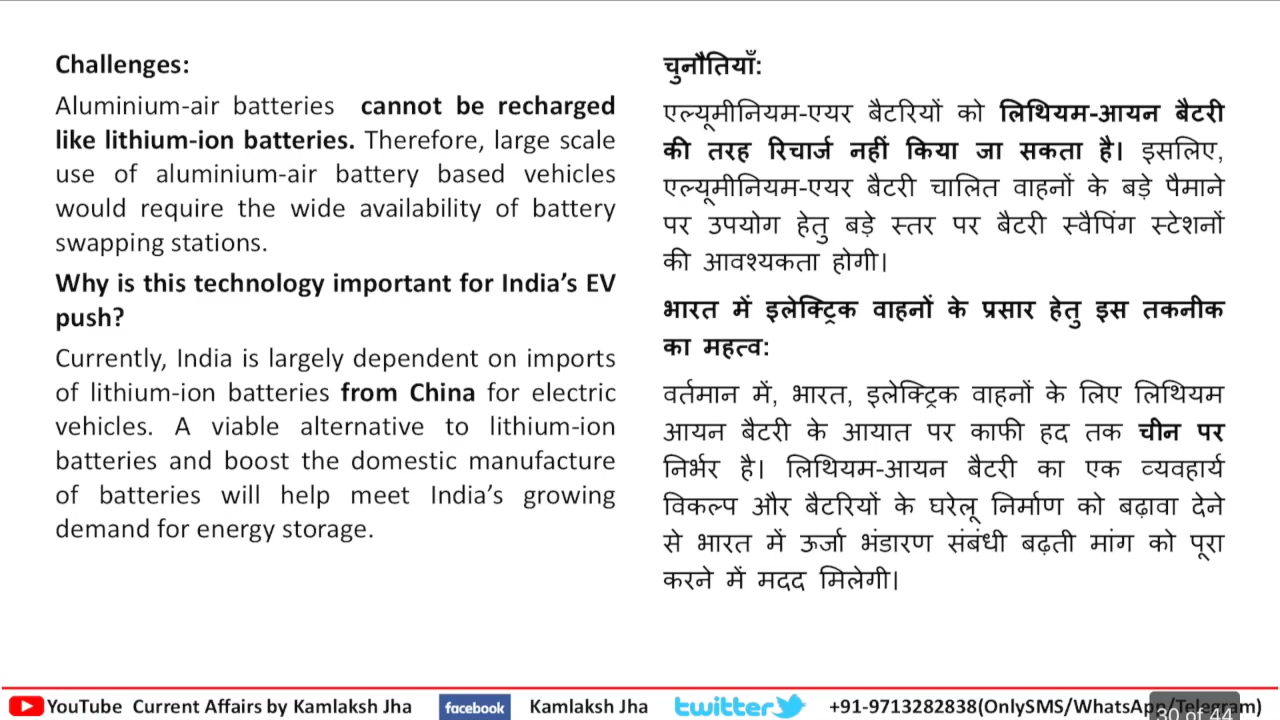 Challenges:
Aluminium-air batteries cannot be recharged
like lithium-ion batteries. Therefore, large scale
use of aluminium-air battery based vehicles
would require the wide availability of battery
swapping stations.
Why is this technology important for India's EV
push?
Currently, India is largely dependent on imports
of lithium-ion batteries from China for electric
vehicles. A viable alternative to lithium-ion
batteries and boost the domestic manufacture
of batteries will help meet India's growing
demand for energy storage.
चुनौतियाँ:
एल्यूमीनियम-एयर बैटरियों को लिथियम-आयन बैटरी
की तरह रिचार्ज नहीं किया जा सकता है। इसलिए,
एल्यूमीनियम-एयर बैटरी चालित वाहनों के बड़े पैमाने
पर उपयोग हेतु बड़े स्तर पर बैटरी स्वैपिंग स्टेशनों
की आवश्यकता होगी।
भारत में इलेक्ट्रिक वाहनों के प्रसार हेतु इस तकनीक
का महत्व:
वर्तमान में, भारत, इलेक्ट्रिक वाहनों के लिए लिथियम
आयन बैटरी के आयात पर काफी हद तक चीन पर
निर्भर है। लिथियम-आयन बैटरी का एक व्यवहार्य
विकल्प और बैटरियों के घरेलू निर्माण को बढ़ावा देने
से भारत में ऊर्जा भंडारण संबंधी बढ़ती मांग को पूरा
करने में मदद मिलेगी।
YouTube Current Affairs by Kamlaksh Jha facebook Kamlaksh Jha twitter +91-9713282838(OnlySMS/WhatsApp/Telegram)
30 of 44